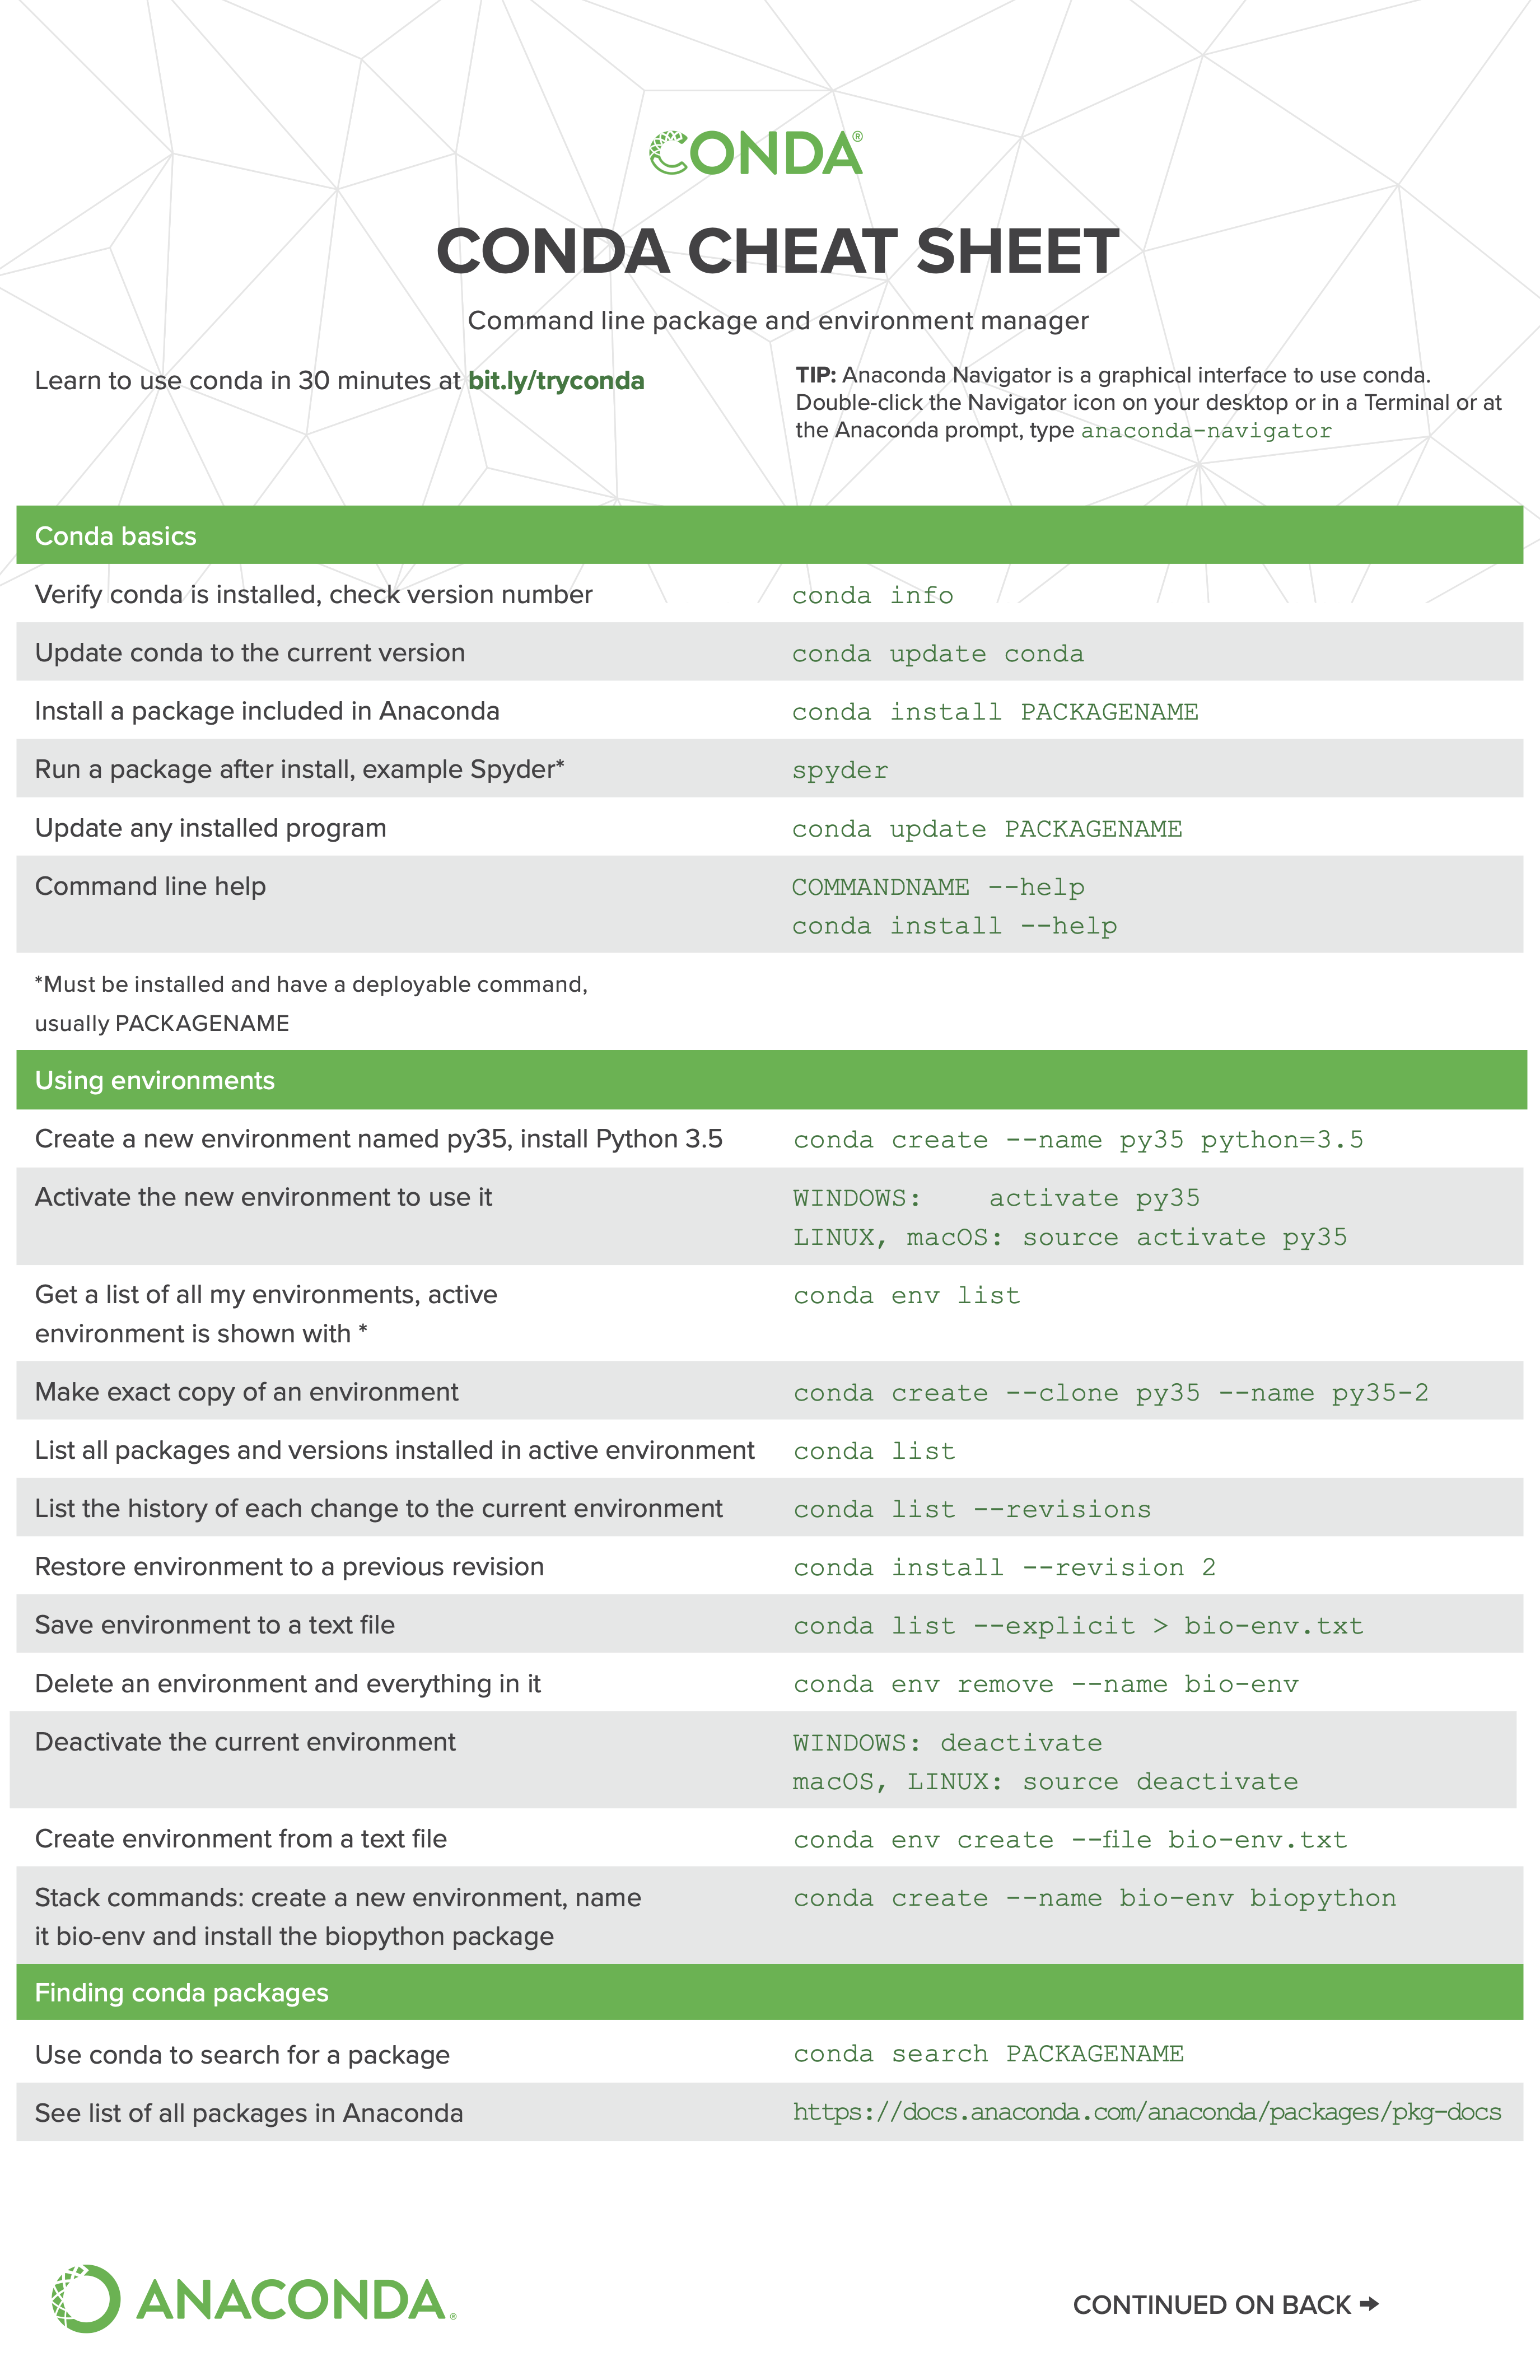 CONDA®
CONDA CHEAT SHEET
Command line package and environment manager
Learn to use conda in 30 minutes at bit.ly/tryconda
TIP: Anaconda Navigator is a graphical interface to use conda.
Double-click the Navigator icon on your desktop or in a Terminal or at
the Anaconda prompt, type anaconda-navigator
Conda basics
Verify conda is installed, check version number
conda info
Update conda to the current version
conda update conda
Install a package included in Anaconda
conda install PACKAGENAME
Run a package after install, example Spyder*
spyder
Update any installed program
conda update PACKAGENAME
Command line help
COMMANDNAME --help
conda install --help
*Must be installed and have a deployable command,
usually PACKAGENAME
Using environments
Create a new environment named py35, install Python 3.5
conda create --name py35 python=3.5
Activate the new environment to use it
WINDOWS:    activate py35
LINUX, macOS: source activate py35
Get a list of all my environments, active
environment is shown with *
conda env list
Make exact copy of an environment
conda create --clone py35 --name py35-2
List all packages and versions installed in active environment
conda list
List the history of each change to the current environment
conda list --revisions
Restore environment to a previous revision
conda install --revision 2
Save environment to a text file
conda list --explicit > bio-env.txt
Delete an environment and everything in it
conda env remove --name bio-env
Deactivate the current environment
WINDOWS: deactivate
macOS, LINUX: source deactivate
Create environment from a text file
conda env create --file bio-env.txt
Stack commands: create a new environment, name
it bio-env and install the biopython package
conda create --name bio-env biopython
Finding conda packages
Use conda to search for a package
conda search PACKAGENAME
See list of all packages in Anaconda
https://docs.anaconda.com/anaconda/packages/pkg-docs
ANACONDA®
CONTINUED ON BACK →